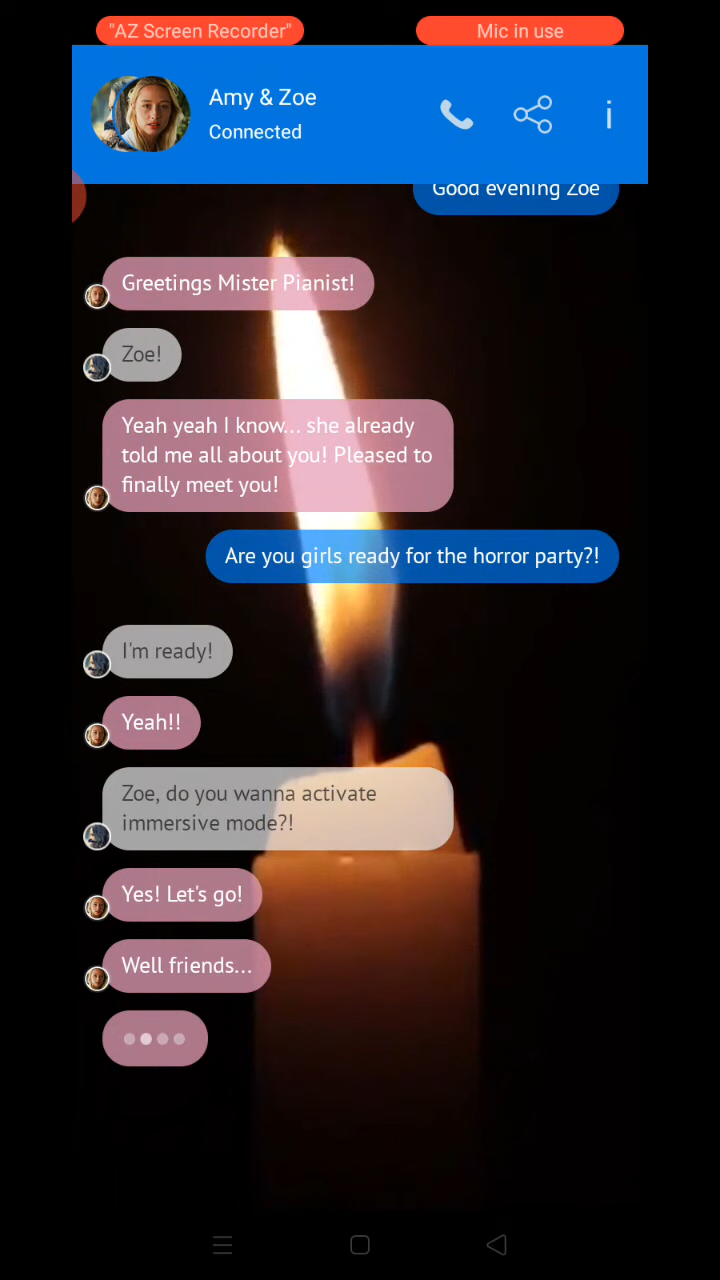 "AZ Screen Recorder"
Mic in use
Amy & Zoe
Connected
Good evening Zoe
Greetings Mister Pianist!
Zoe!
Yeah yeah I know... she already
told me all about you! Pleased to
finally meet you!
Are you girls ready for the horror party?!
I'm ready!
Yeah!!
Zoe, do you wanna activate
immersive mode?!
Yes! Let's go!
Well friends...